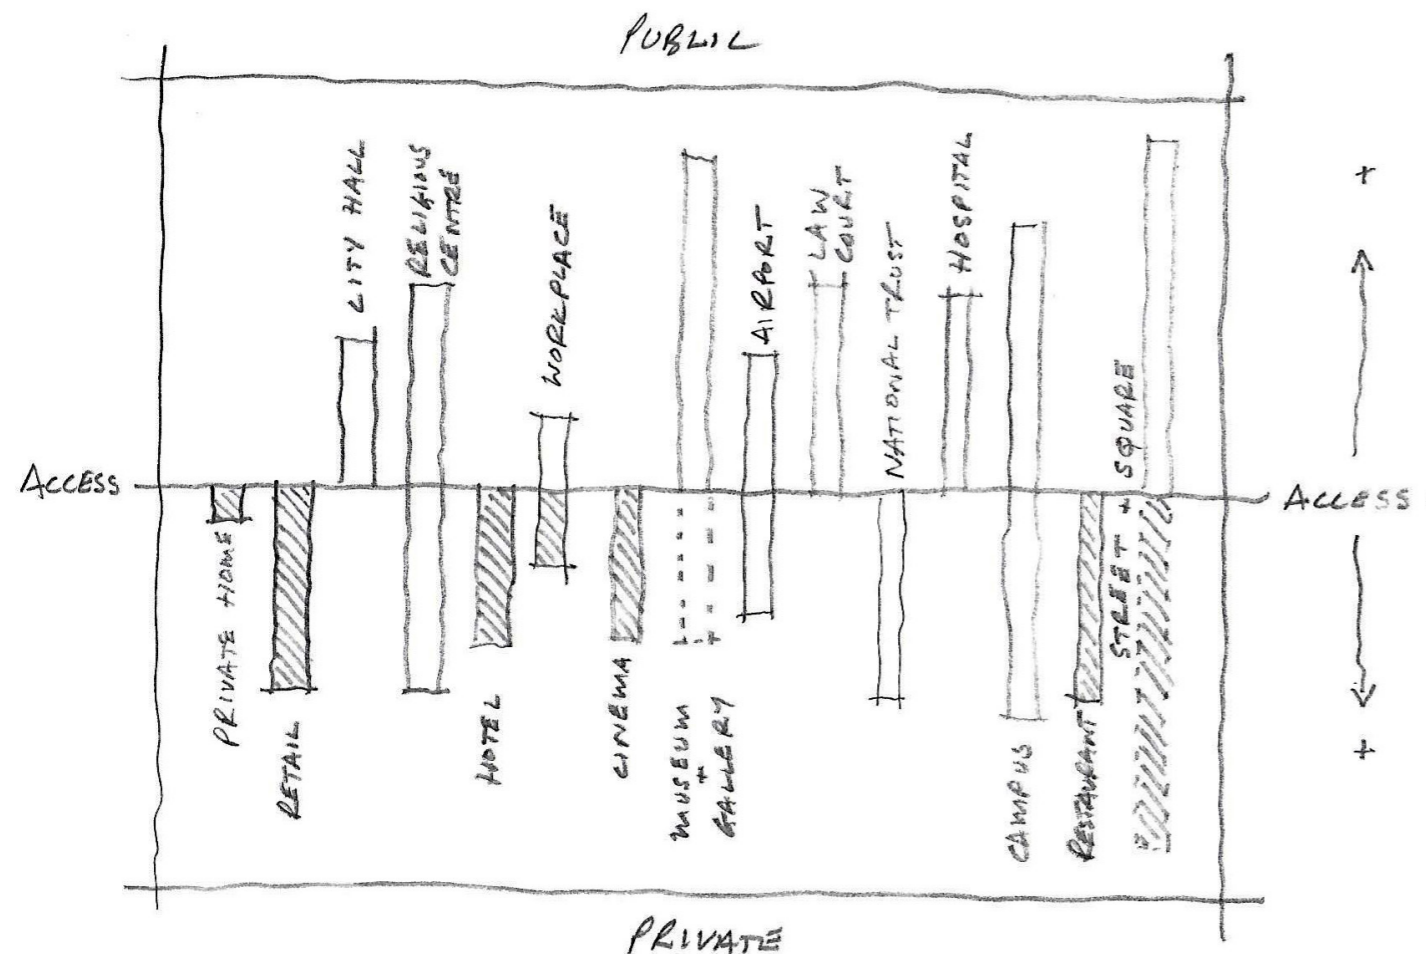 PUBLIC
CITY HALL
RELIGIOUS
CENTRE
WORKPLACE
AIRPORT
LAW
COURT
NATIONAL TRUST
HOSPITAL
STREET + SQUARE
+
ACCESS
ACCESS
PRIVATE HOME
RETAIL
HOTEL
CINEMA
MUSEUM
+
GALLERY
CAMPUS
RESTAURANT
+
PRIVATE